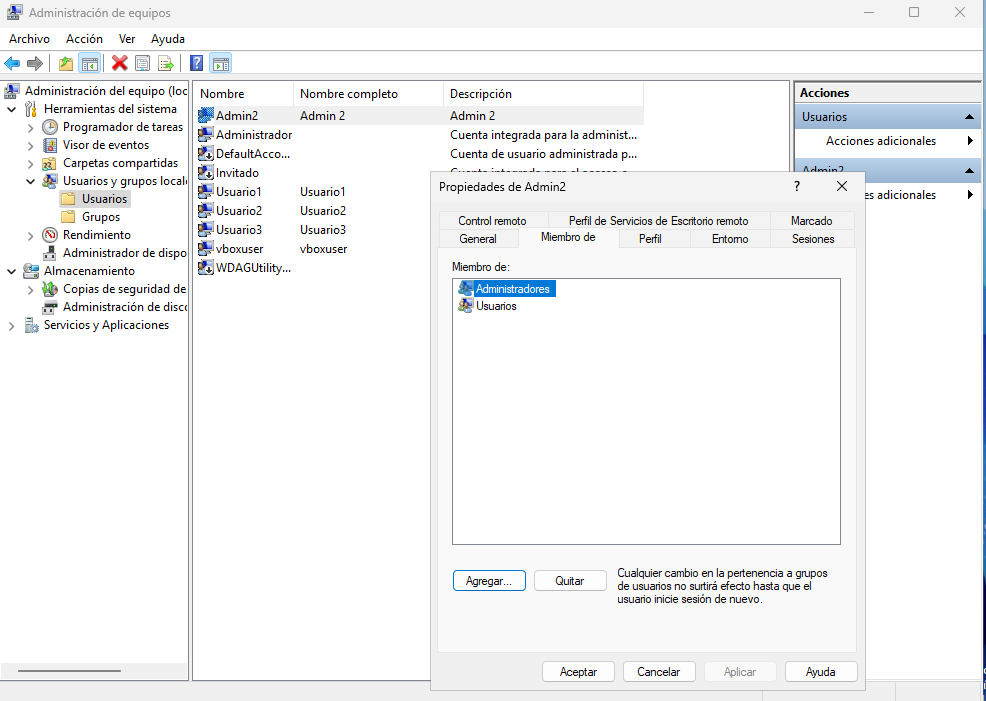 Administración de equipos
Archivo Acción Ver Ayuda
Administración del equipo (loc
Herramientas del sistema
Programador de tareas
Visor de eventos
Carpetas compartidas
Usuarios y grupos local
Usuarios
Grupos
Rendimiento
Administrador de dispo
Almacenamiento
Copias de seguridad de
Administración de disco
Servicios y Aplicaciones
Nombre Nombre completo Descripción
Admin2 Admin 2 Admin 2
Administrador Cuenta integrada para la administ...
DefaultAcco... Cuenta de usuario administrada p...
Invitado Cuenta integrada para el acceso a
Usuario1 Usuario1
Usuario2 Usuario2
Usuario3 Usuario3
vboxuser vboxuser
WDAGUtility...
Acciones
Usuarios
Acciones adicionales
Admin2
es adicionales
Propiedades de Admin2 ?
Control remoto Perfil de Servicios de Escritorio remoto Marcado
General Miembro de Perfil Entorno Sesiones
Miembro de:
Administradores
Usuarios
Agregar... Quitar
Cualquier cambio en la pertenencia a grupos
de usuarios no surtirá efecto hasta que el
usuario inicie sesión de nuevo.
Aceptar Cancelar Aplicar Ayuda